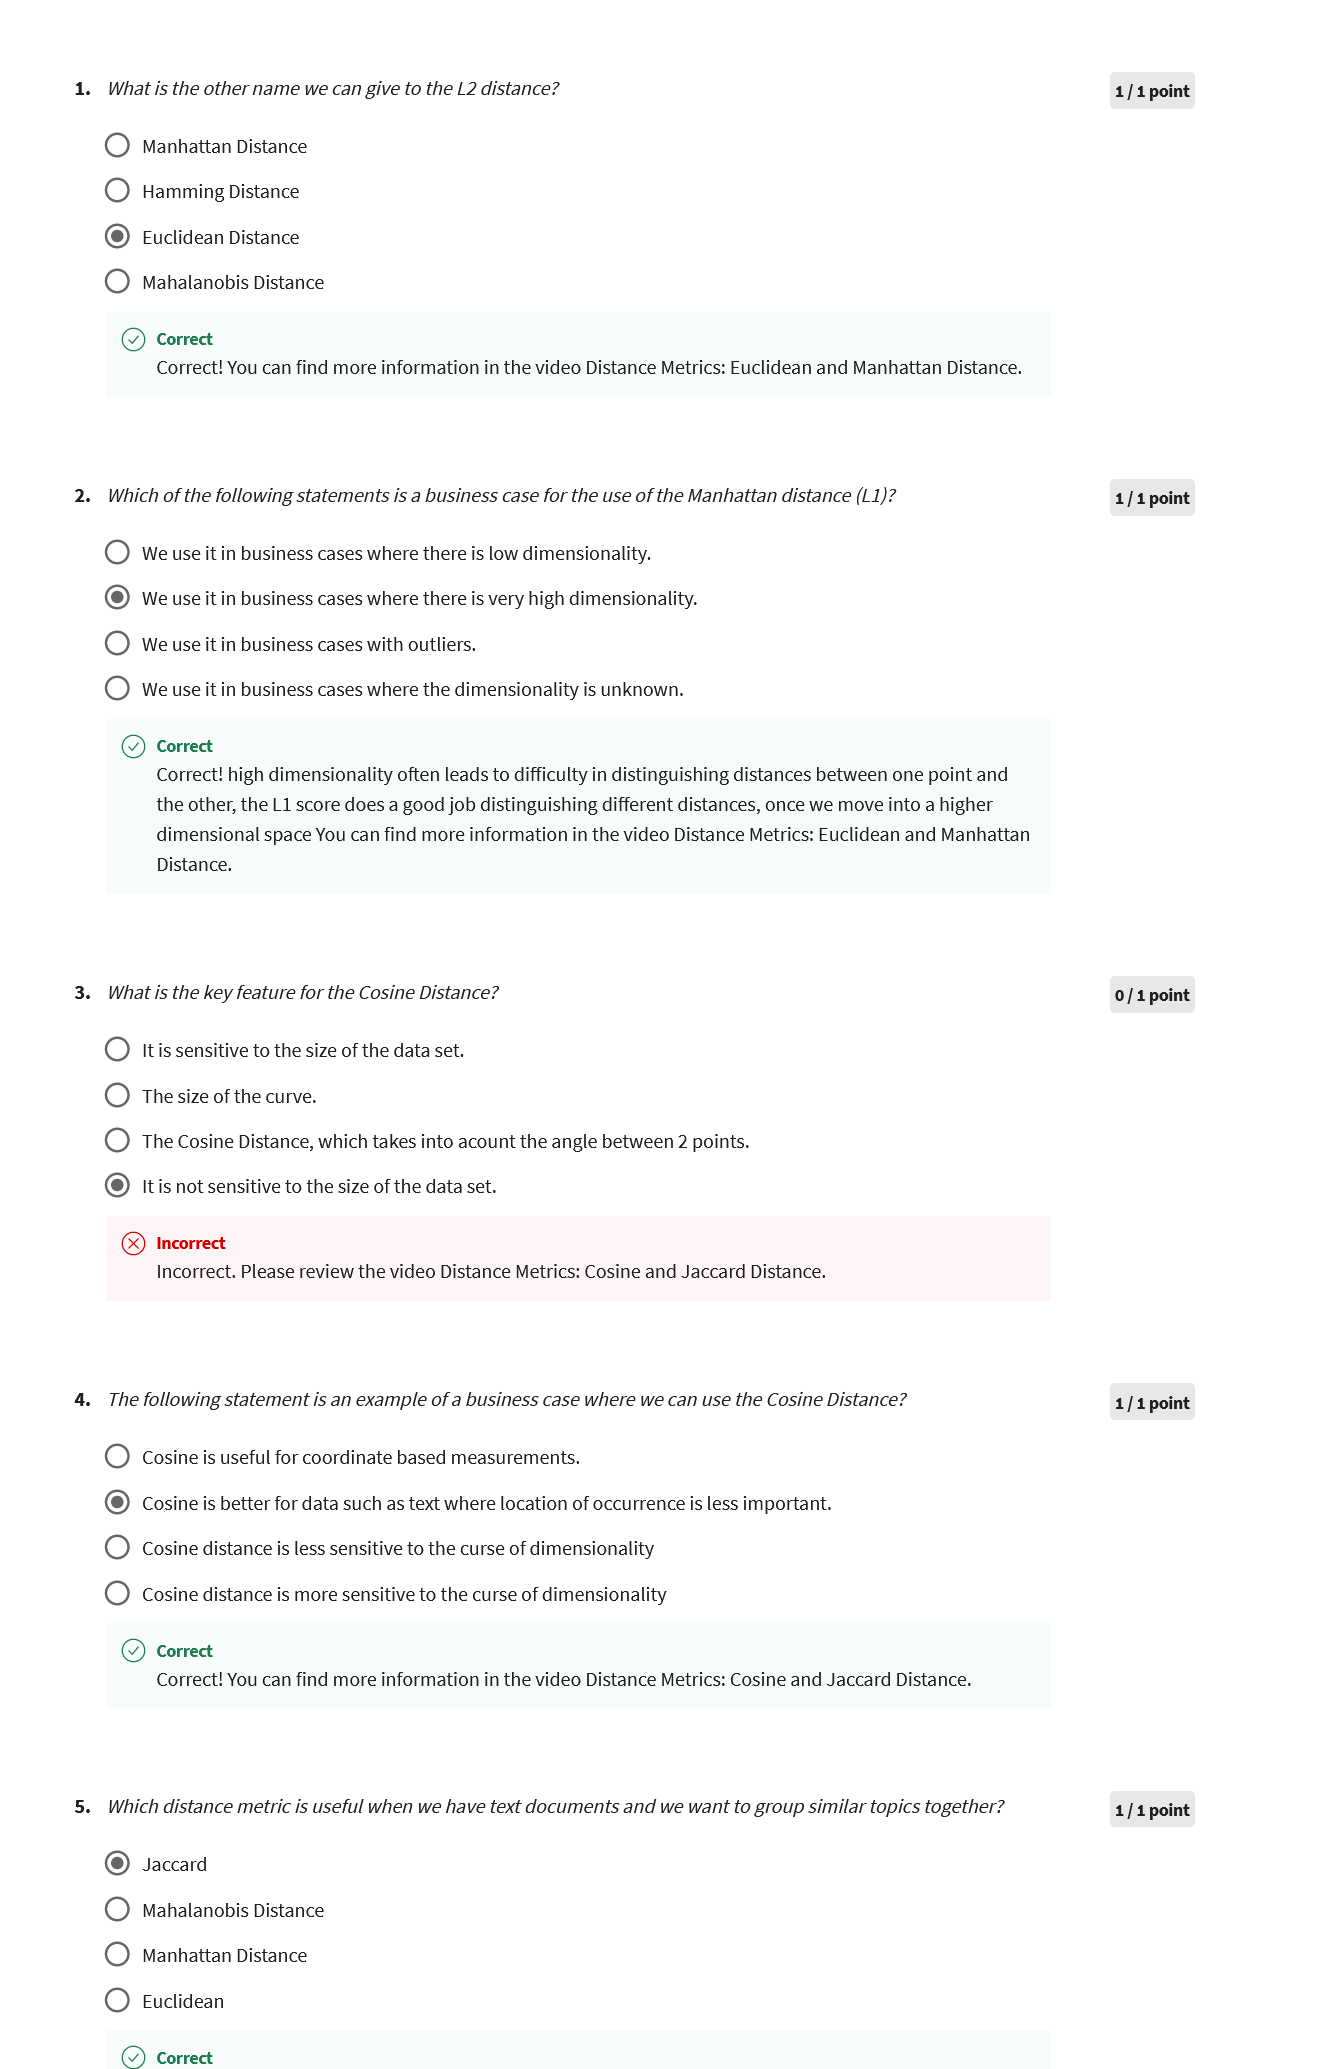 1. What is the other name we can give to the L2 distance?
1 / 1 point
Manhattan Distance
Hamming Distance
Euclidean Distance
Mahalanobis Distance
Correct
Correct! You can find more information in the video Distance Metrics: Euclidean and Manhattan Distance.
2. Which of the following statements is a business case for the use of the Manhattan distance (L1)?
1 / 1 point
We use it in business cases where there is low dimensionality.
We use it in business cases where there is very high dimensionality.
We use it in business cases with outliers.
We use it in business cases where the dimensionality is unknown.
Correct
Correct! high dimensionality often leads to difficulty in distinguishing distances between one point and
the other, the L1 score does a good job distinguishing different distances, once we move into a higher
dimensional space You can find more information in the video Distance Metrics: Euclidean and Manhattan
Distance.
3. What is the key feature for the Cosine Distance?
0 / 1 point
It is sensitive to the size of the data set.
The size of the curve.
The Cosine Distance, which takes into acount the angle between 2 points.
It is not sensitive to the size of the data set.
Incorrect
Incorrect. Please review the video Distance Metrics: Cosine and Jaccard Distance.
4. The following statement is an example of a business case where we can use the Cosine Distance?
1 / 1 point
Cosine is useful for coordinate based measurements.
Cosine is better for data such as text where location of occurrence is less important.
Cosine distance is less sensitive to the curse of dimensionality
Cosine distance is more sensitive to the curse of dimensionality
Correct
Correct! You can find more information in the video Distance Metrics: Cosine and Jaccard Distance.
5. Which distance metric is useful when we have text documents and we want to group similar topics together?
1 / 1 point
Jaccard
Mahalanobis Distance
Manhattan Distance
Euclidean
Correct